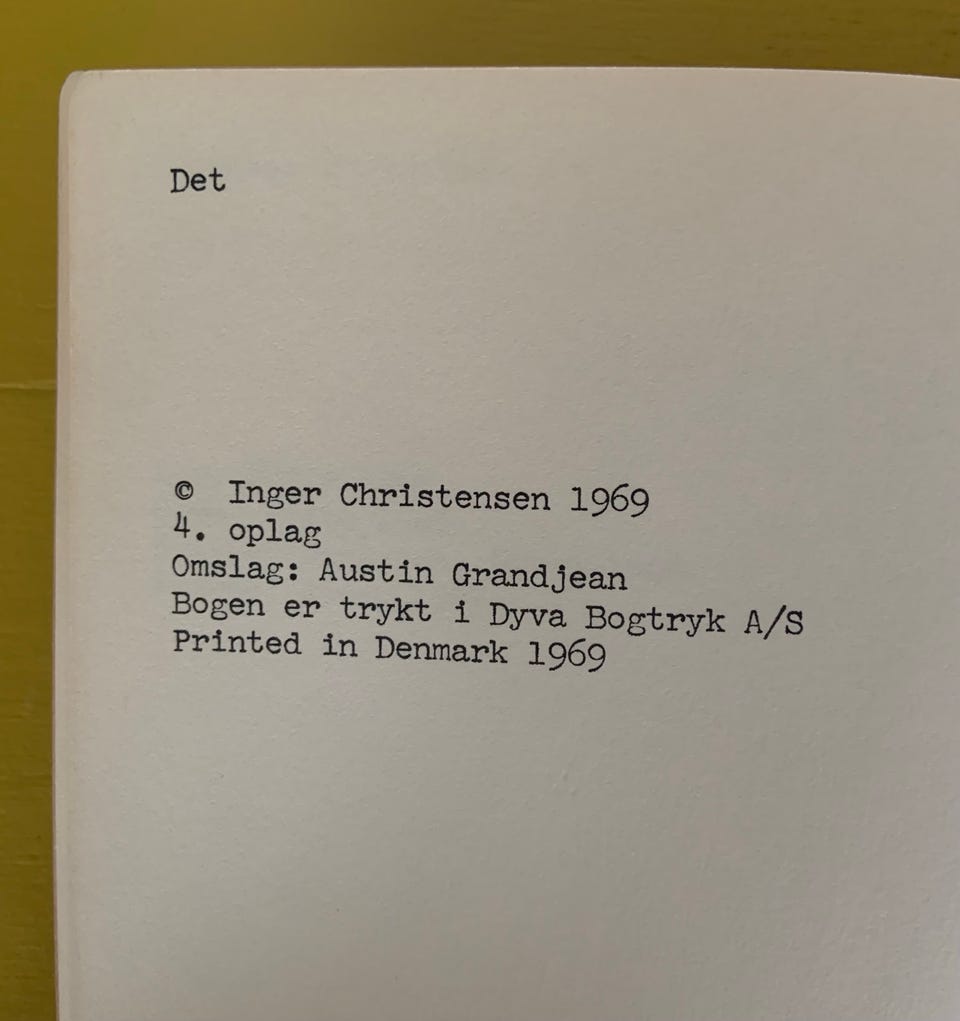 Det
© Inger Christensen 1969
4. oplag
Omslag: Austin Grandjean
Bogen er trykt i Dyva Bogtryk A/S
Printed in Denmark 1969